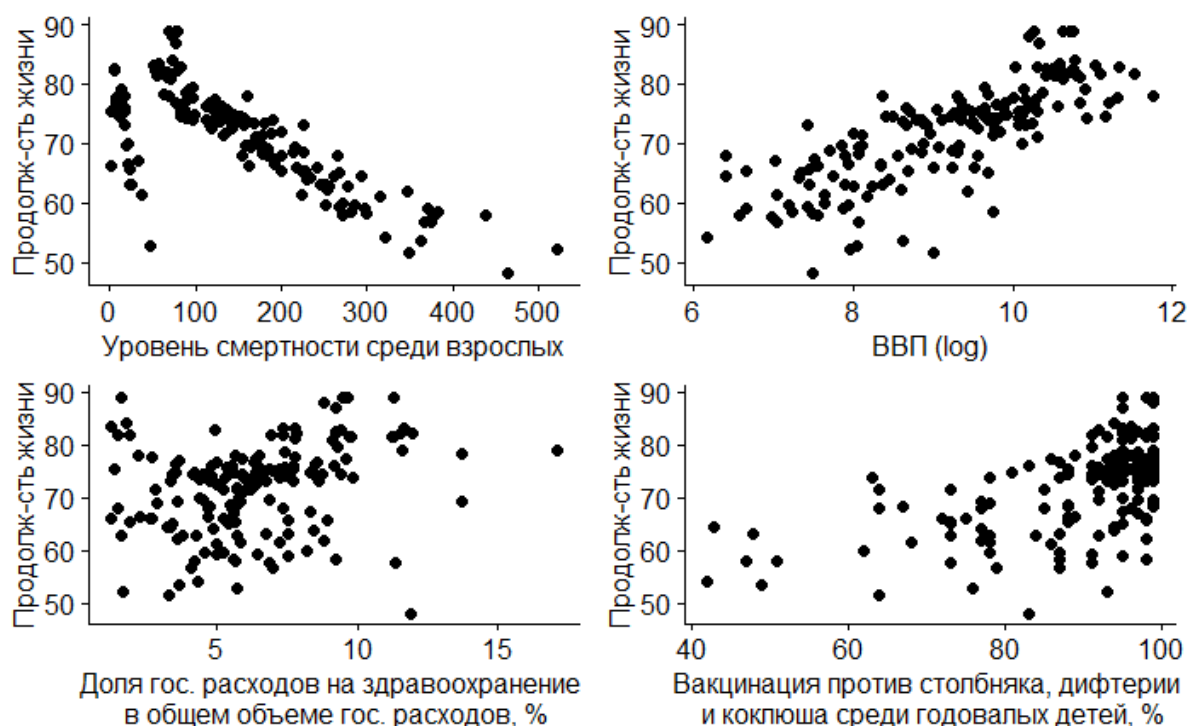 Продолж-сть жизни
90
80
70
60
50
0 100 200 300 400 500
Уровень смертности среди взрослых
Продолж-сть жизни
90
80
70
60
50
6 8 10 12
ВВП (log)
Продолж-сть жизни
90
80
70
60
50
5 10 15
Доля гос. расходов на здравоохранение
в общем объеме гос. расходов, %
Продолж-сть жизни
90
80
70
60
50
40 60 80 100
Вакцинация против столбняка, дифтерии
и коклюша среди годовалых детей, %